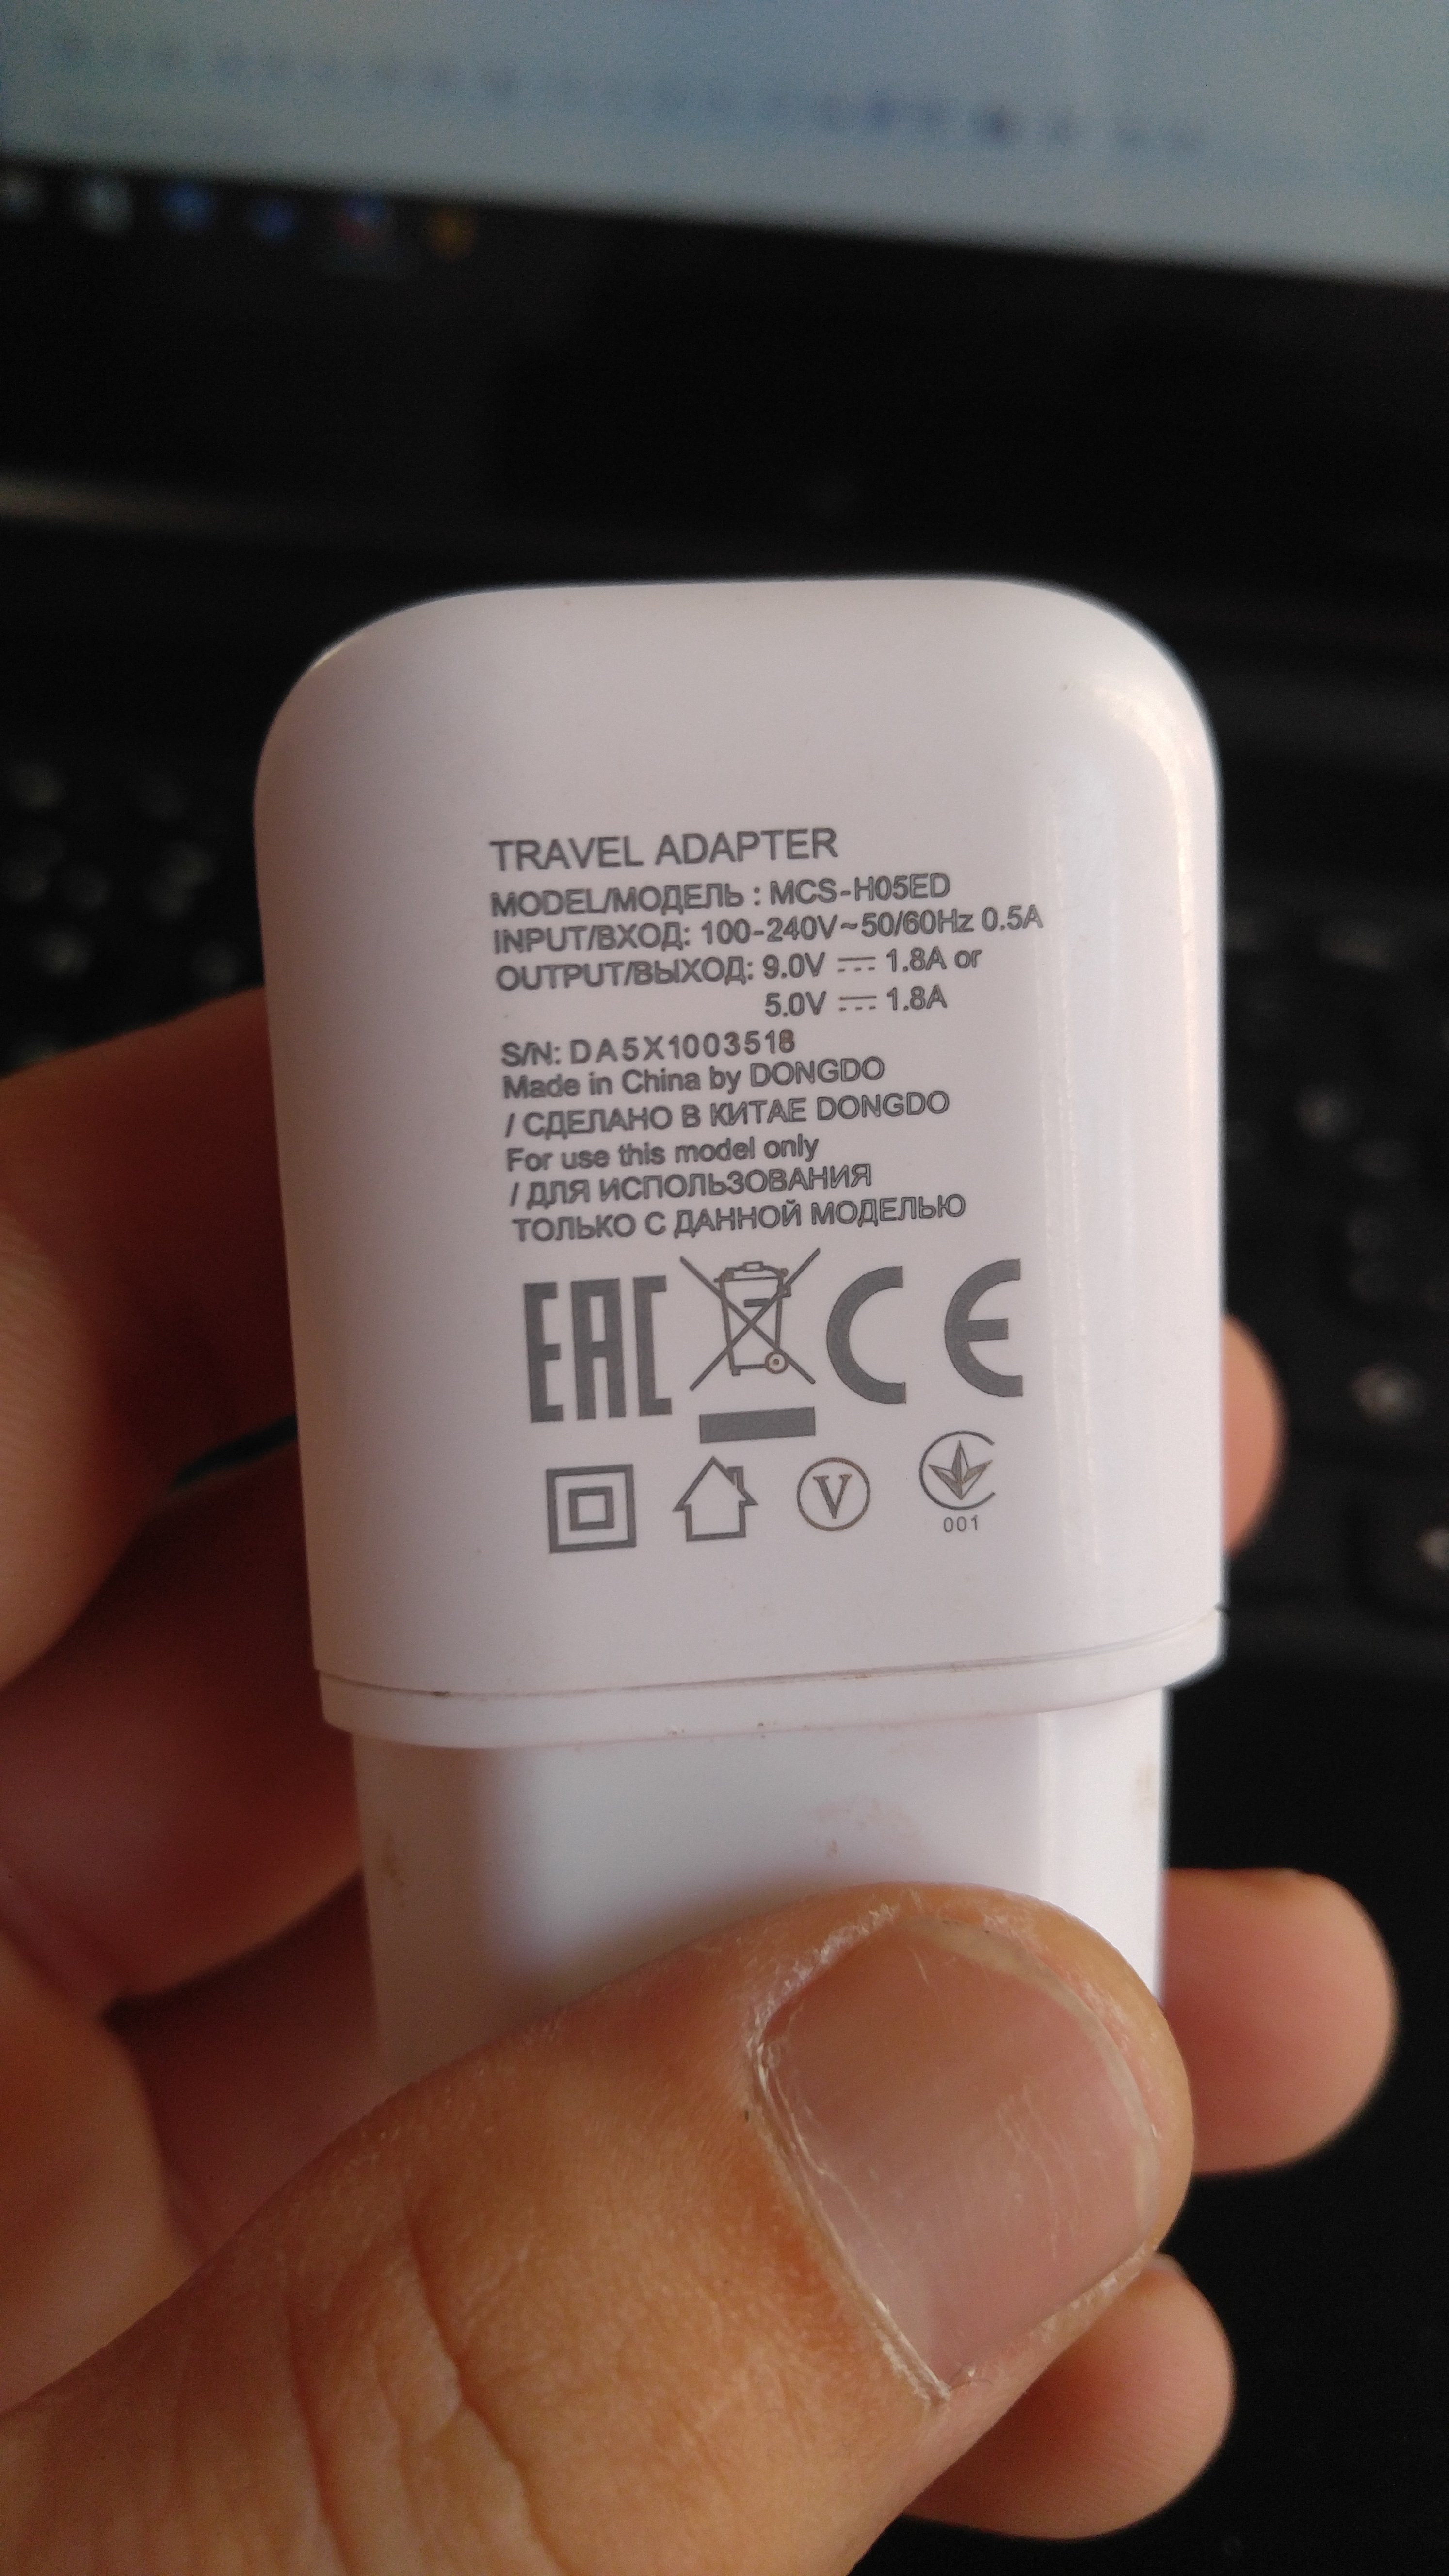 TRAVEL ADAPTER
MODEL/МОДЕЛЬ : MCS-H05ED
INPUT/ВХОД: 100-240V~50/60Hz 0.5A
OUTPUT/ВЫХОД: 9.0V ⎓ 1.8A or
5.0V ⎓ 1.8A
S/N: DA5X1003518
Made in China by DONGDO
/ СДЕЛАНО В КИТАЕ DONGDO
For use this model only
/ ДЛЯ ИСПОЛЬЗОВАНИЯ
ТОЛЬКО С ДАННОЙ МОДЕЛЬЮ
EAC CE
V
001